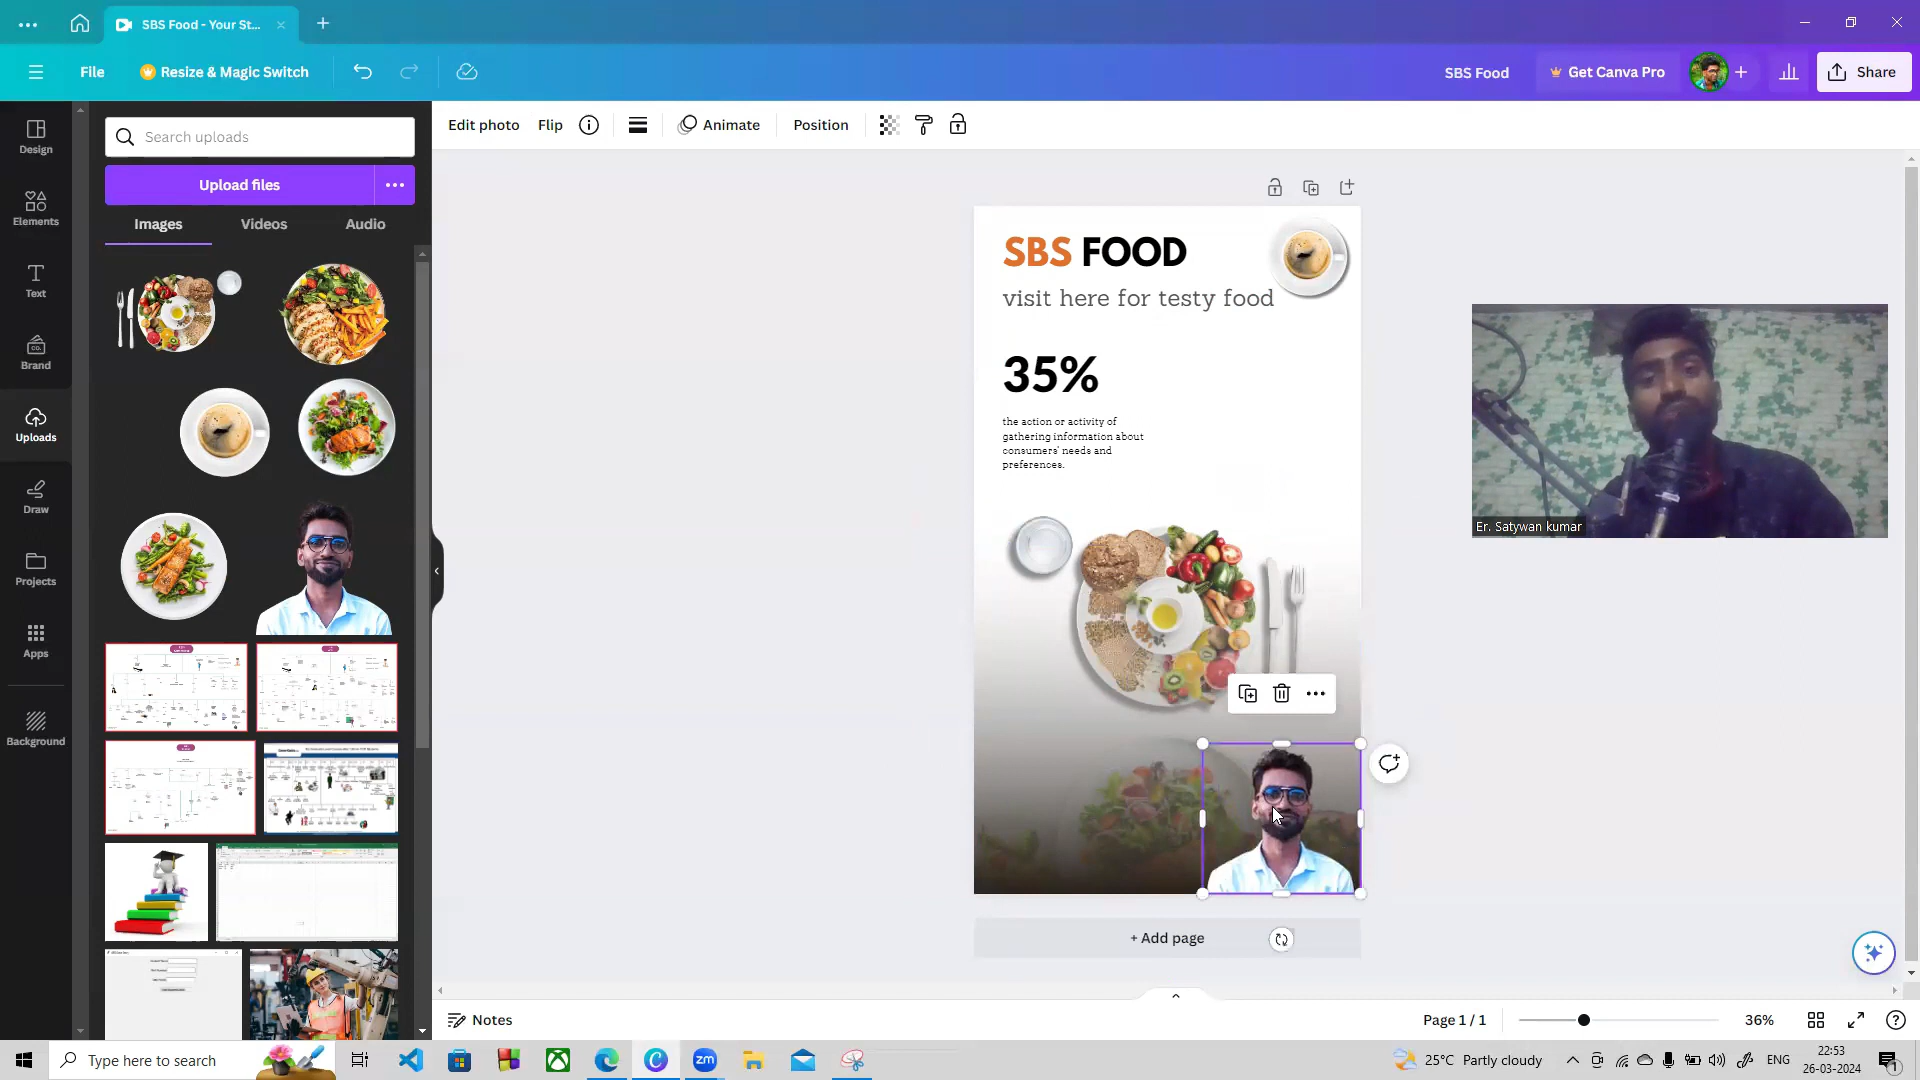 SBS Food - Your St...
File
Resize & Magic Switch
SBS Food
Get Canva Pro
Share
Design
Elements
Text
Brand
Uploads
Draw
Projects
Apps
Background
Search uploads
Upload files
Images
Videos
Audio
Edit photo
Flip
Animate
Position
SBS FOOD
visit here for testy food
35%
the action or activity of
gathering information about
consumers' needs and
preferences.
Er. Satywan kumar
+ Add page
Notes
Page 1 / 1
36%
Type here to search
zm
25°C Partly cloudy
ENG
22:53
26-03-2024